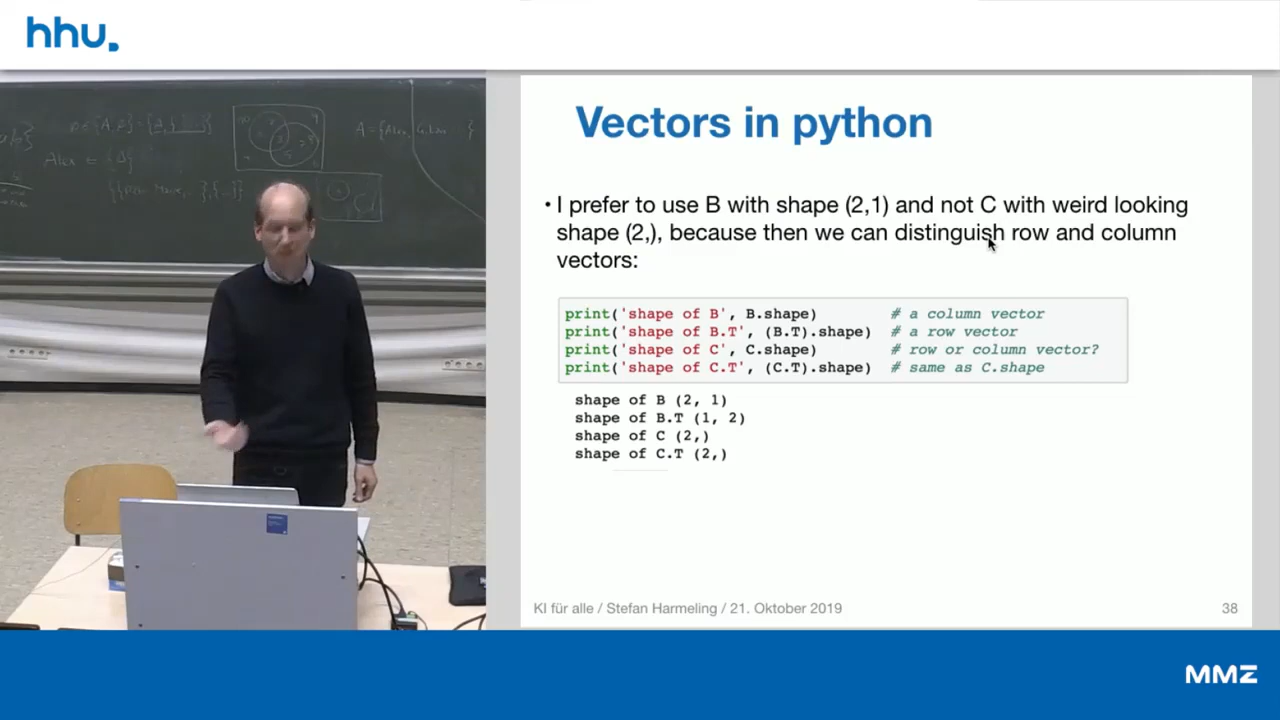 hhu.
Alex ∈
Vectors in python
• I prefer to use B with shape (2,1) and not C with weird looking
shape (2,), because then we can distinguish row and column
vectors:
print('shape of B', B.shape) # a column vector
print('shape of B.T', (B.T).shape) # a row vector
print('shape of C', C.shape) # row or column vector?
print('shape of C.T', (C.T).shape) # same as C.shape
shape of B (2, 1)
shape of B.T (1, 2)
shape of C (2,)
shape of C.T (2,)
KI für alle / Stefan Harmeling / 21. Oktober 2019
38
MMZ